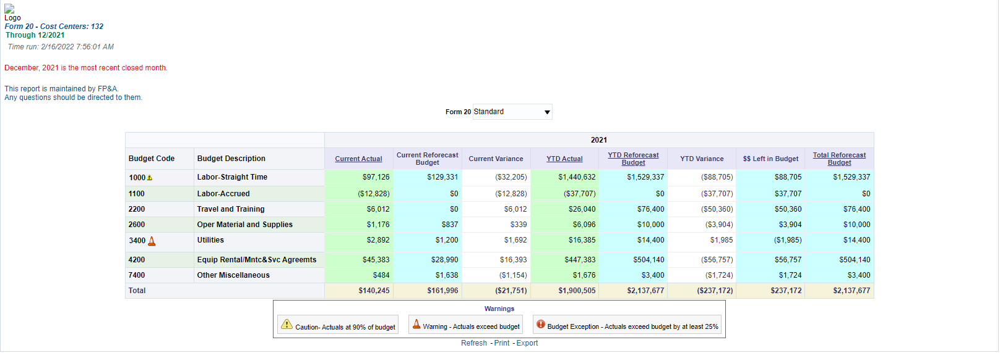 Logo
Form 20 - Cost Centers: 132
Through 12/2021
Time run: 2/16/2022 7:56:01 AM
December, 2021 is the most recent closed month.
This report is maintained by FP&A.
Any questions should be directed to them.
Form 20 Standard
2021
Budget Code Budget Description Current Actual Current Reforecast Budget Current Variance YTD Actual YTD Reforecast Budget YTD Variance $$ Left in Budget Total Reforecast Budget
1000 Labor-Straight Time $97,126 $129,331 ($32,205) $1,440,632 $1,529,337 ($88,705) $88,705 $1,529,337
1100 Labor-Accrued ($12,828) $0 ($12,828) ($37,707) $0 ($37,707) $37,707 $0
2200 Travel and Training $6,012 $0 $6,012 $26,040 $76,400 ($50,360) $50,360 $76,400
2600 Oper Material and Supplies $1,176 $837 $339 $6,096 $10,000 ($3,904) $3,904 $10,000
3400 Utilities $2,892 $1,200 $1,692 $16,385 $14,400 $1,985 ($1,985) $14,400
4200 Equip Rental/Mntc&Svc Agreemts $45,383 $28,990 $16,393 $447,383 $504,140 ($56,757) $56,757 $504,140
7400 Other Miscellaneous $484 $1,638 ($1,154) $1,676 $3,400 ($1,724) $1,724 $3,400
Total $140,245 $161,996 ($21,751) $1,900,505 $2,137,677 ($237,172) $237,172 $2,137,677
Warnings
Caution- Actuals at 90% of budget Warning - Actuals exceed budget Budget Exception - Actuals exceed budget by at least 25%
Refresh - Print - Export